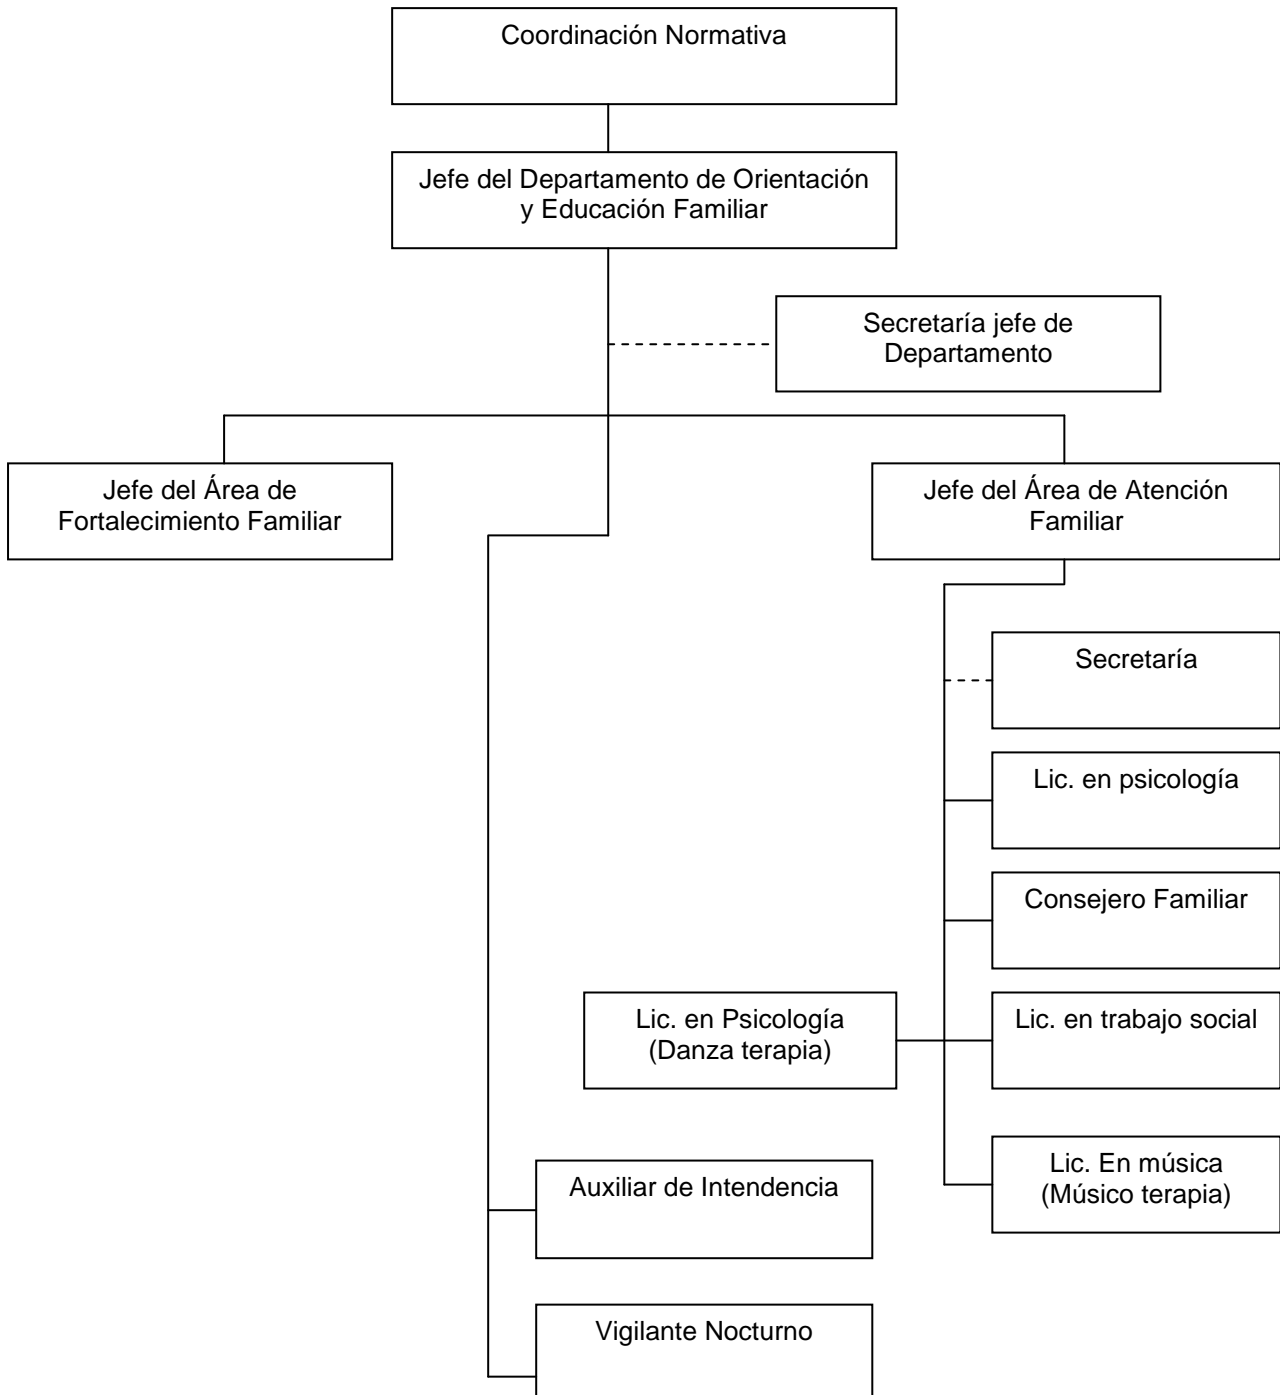 Coordinación Normativa
Jefe del Departamento de Orientación
y Educación Familiar
Secretaría jefe de
Departamento
Jefe del Área de
Fortalecimiento Familiar
Jefe del Área de Atención
Familiar
Secretaría
Lic. en psicología
Consejero Familiar
Lic. en Psicología
(Danza terapia)
Lic. en trabajo social
Lic. En música
(Músico terapia)
Auxiliar de Intendencia
Vigilante Nocturno